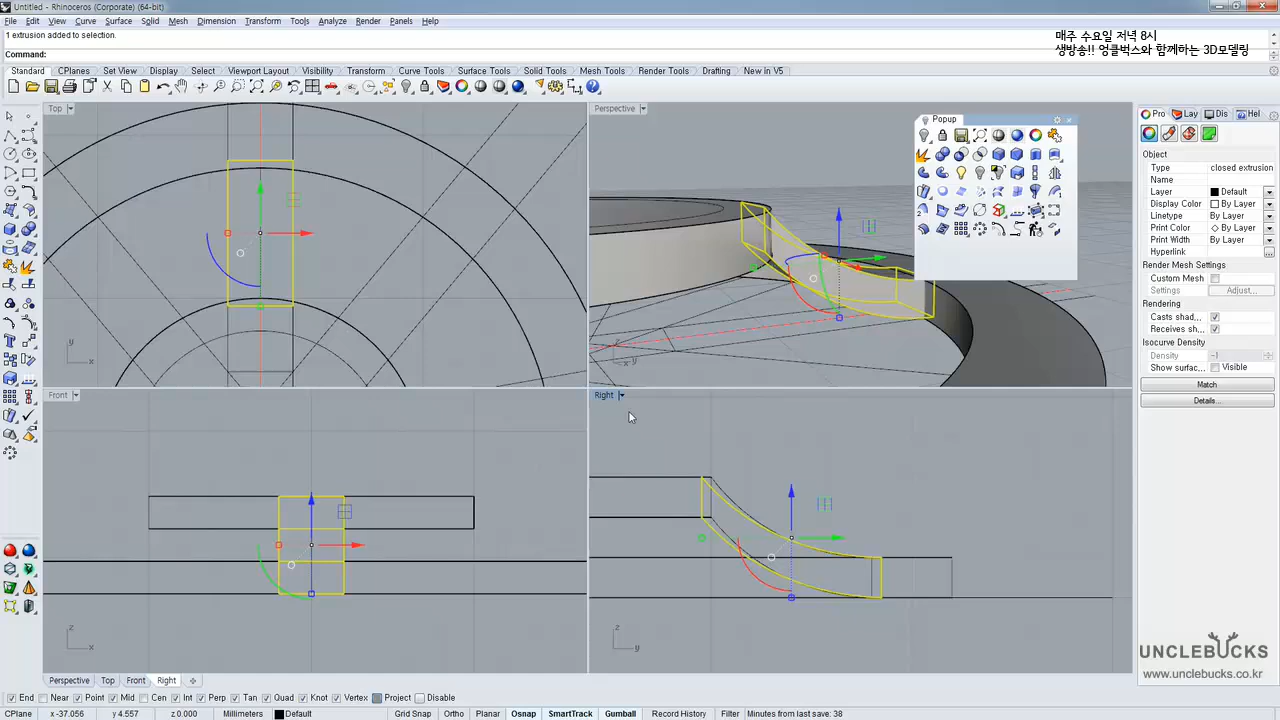 Untitled - Rhinoceros (Corporate) (64-bit)
File Edit View Curve Surface Solid Mesh Dimension Transform Tools Analyze Render Panels Help
1 extrusion added to selection.
매주 수요일 저녁 8시
생방송!! 엉클벅스와 함께하는 3D모델링
Command:
Standard CPlanes Set View Display Select Viewport Layout Visibility Transform Curve Tools Surface Tools Solid Tools Mesh Tools Render Tools Drafting New in V5
Top
Perspective
Popup
Pro Lay Dis Hel
Object
Type closed extrusion
Name
Layer Default
Display Color By Layer
Linetype By Layer
Print Color By Layer
Print Width By Layer
Hyperlink
Render Mesh Settings
Custom Mesh
Settings Adjust...
Rendering
Casts shad...
Receives sh...
Isocurve Density
Density -1
Show surfac... Visible
Match
Details...
y
x
y
Front
Right
z
x
z
y
UNCLEBUCKS
www.unclebucks.co.kr
Perspective Top Front Right
End Near Point Mid Cen Int Perp Tan Quad Knot Vertex Project Disable
CPlane x -37.056 y 4.557 z 0.000 Millimeters Default Grid Snap Ortho Planar Osnap SmartTrack Gumball Record History Filter Minutes from last save: 38